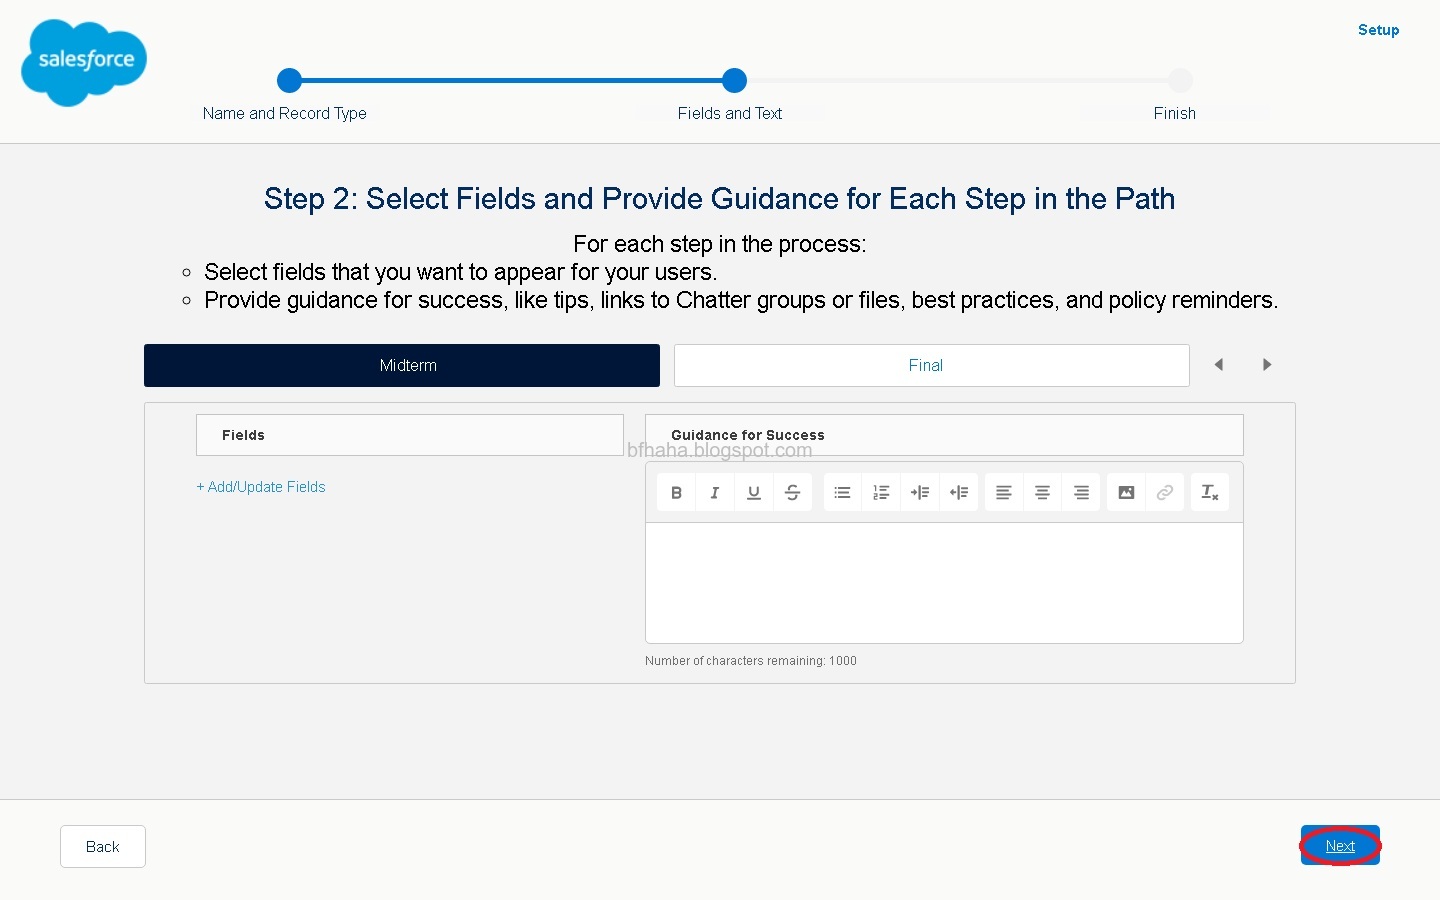 salesforce
Setup
Name and Record Type
Fields and Text
Finish
Step 2: Select Fields and Provide Guidance for Each Step in the Path
For each step in the process:
Select fields that you want to appear for your users.
Provide guidance for success, like tips, links to Chatter groups or files, best practices, and policy reminders.
Midterm
Final
Fields
Guidance for Success
bfhaha.blogspot.com
+ Add/Update Fields
Number of characters remaining: 1000
Back
Next